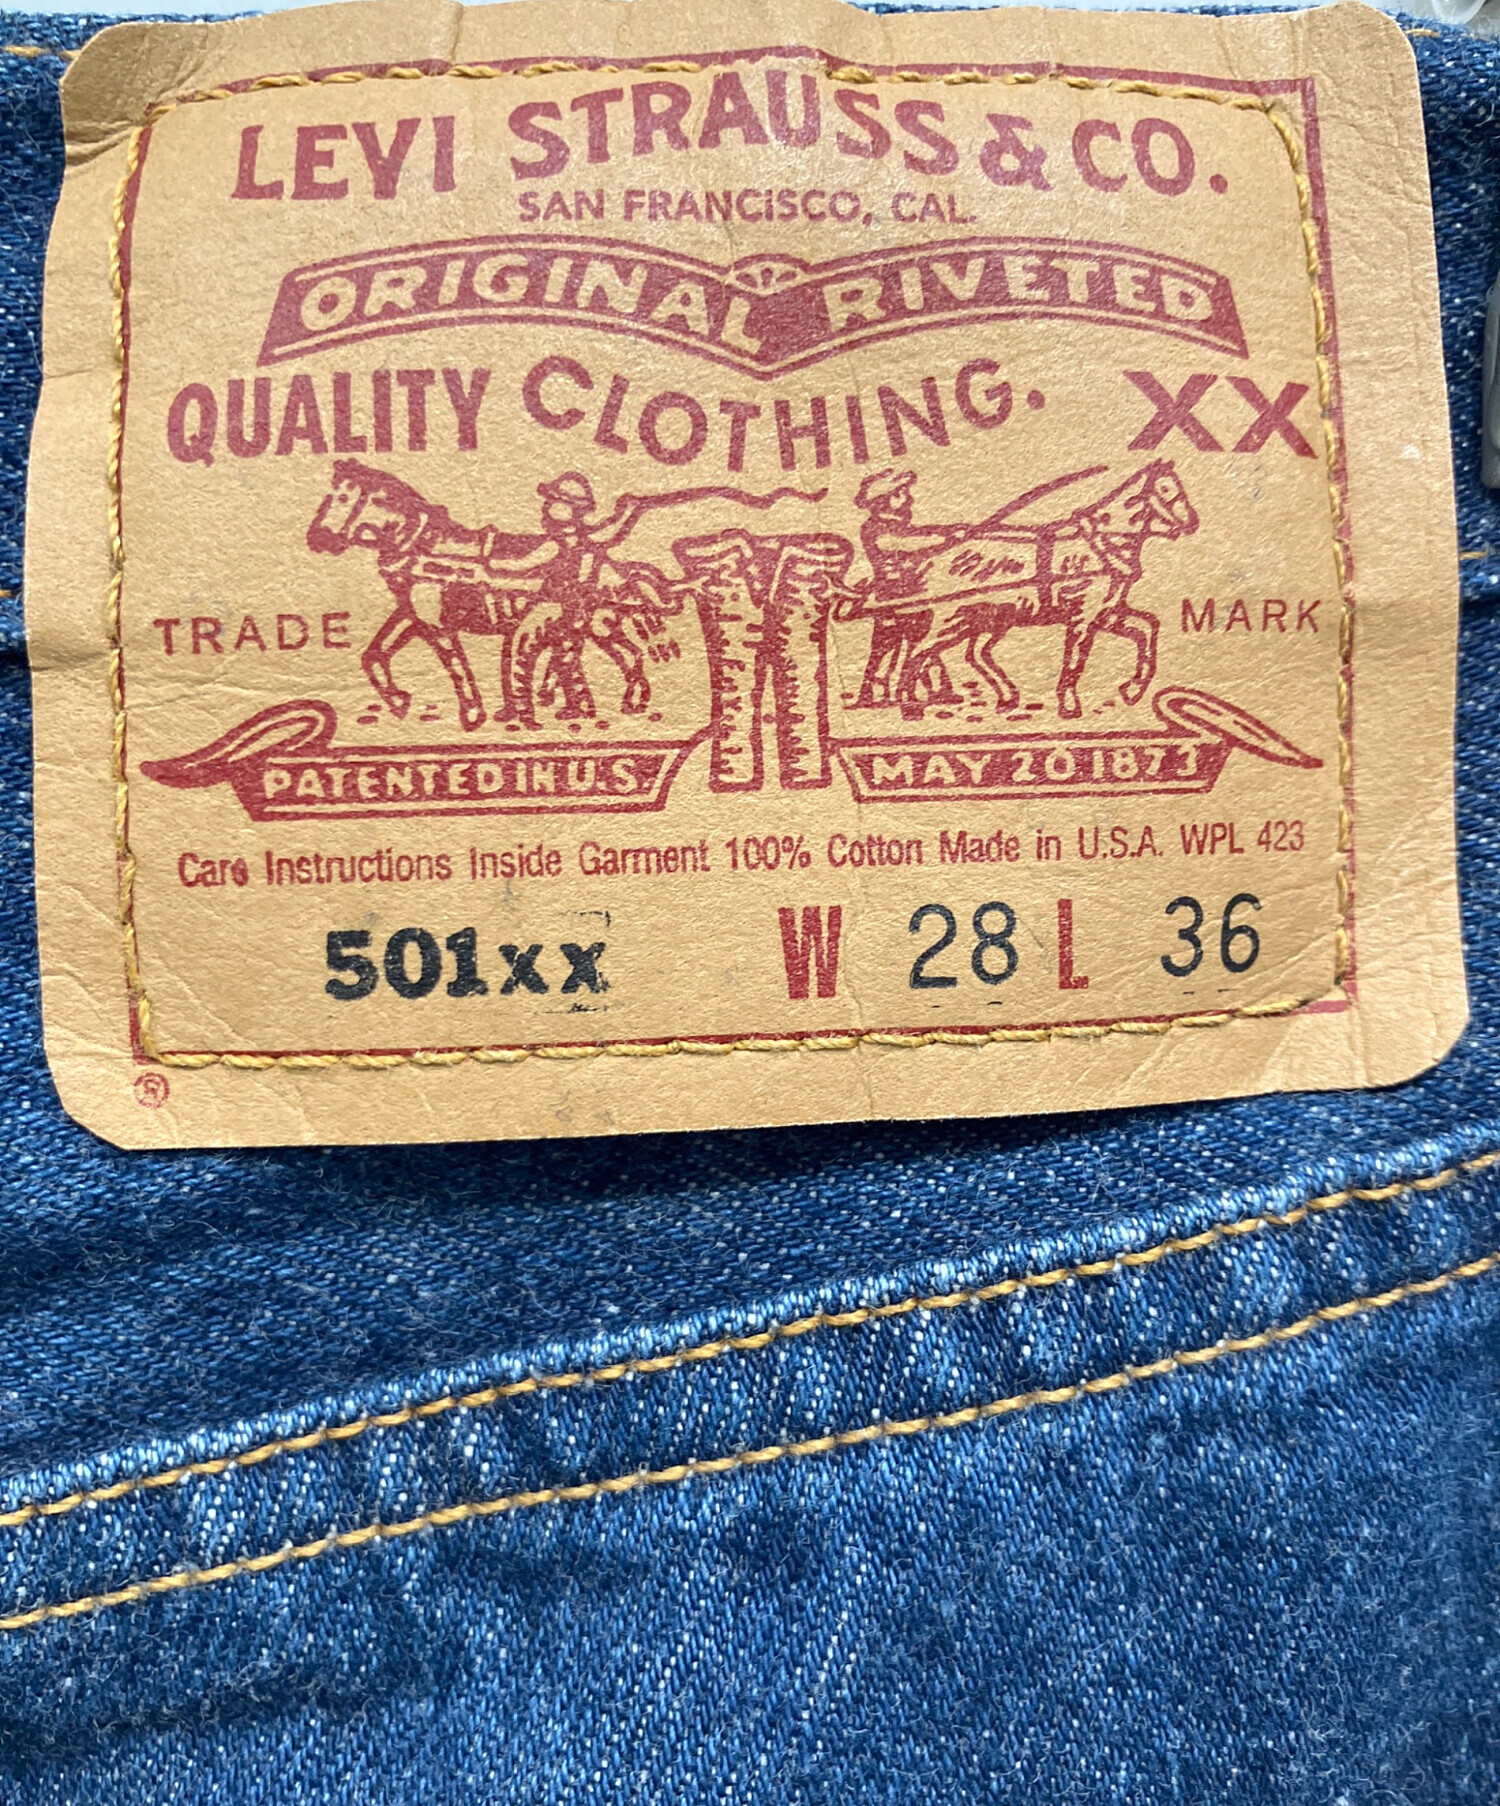 LEVI STRAUSS & CO.
SAN FRANCISCO, CAL.
ORIGINAL RIVETED
QUALITY CLOTHING. XX
TRADE MARK
PATENTED IN U.S. MAY 20 1873
Care Instructions Inside Garment 100% Cotton Made in U.S.A. WPL 423
501xx W 28 L 36
®